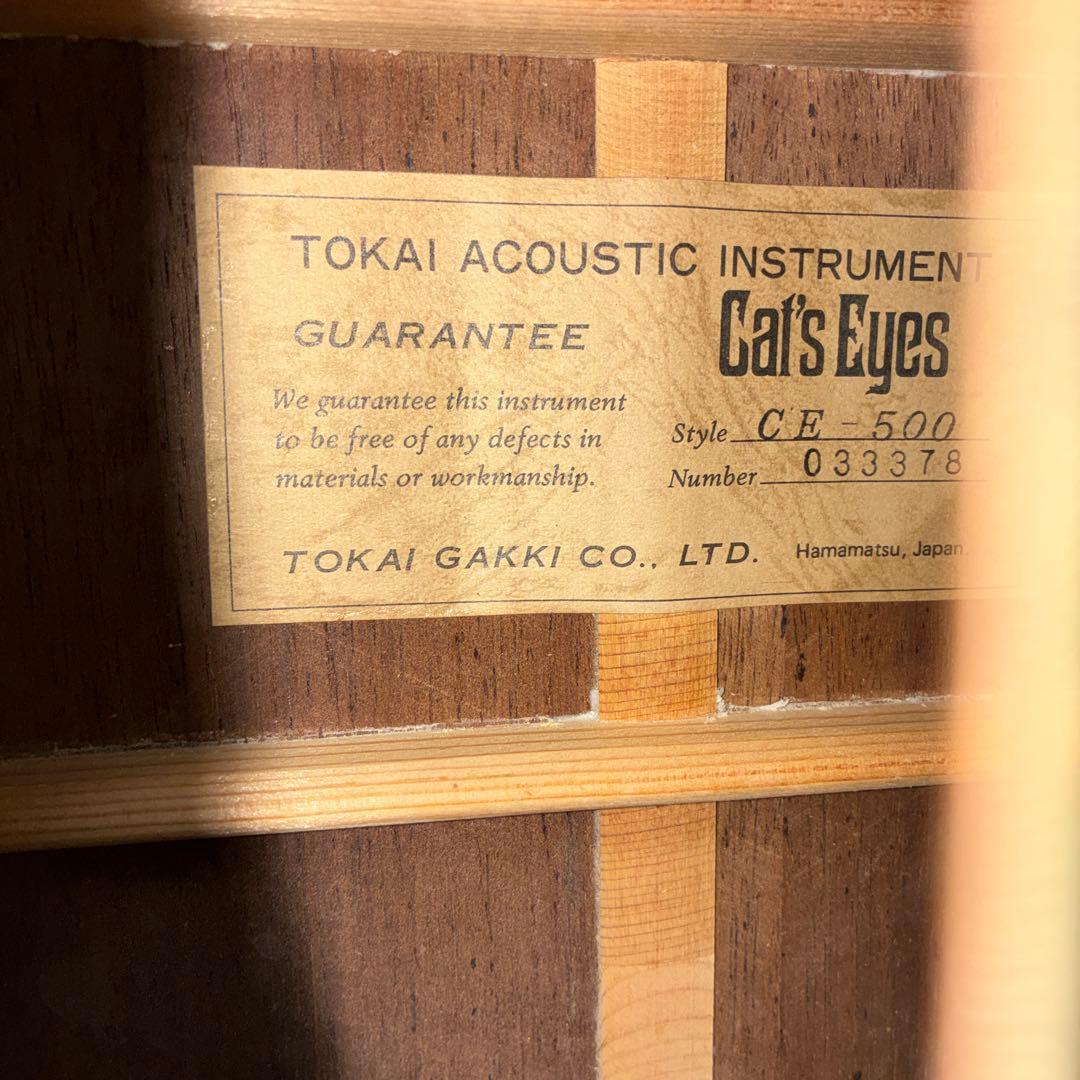 TOKAI ACOUSTIC INSTRUMENT
Cat's Eyes
GUARANTEE
We guarantee this instrument
to be free of any defects in
materials or workmanship.
Style CE-500
Number 033378
TOKAI GAKKI CO., LTD. Hamamatsu, Japan.